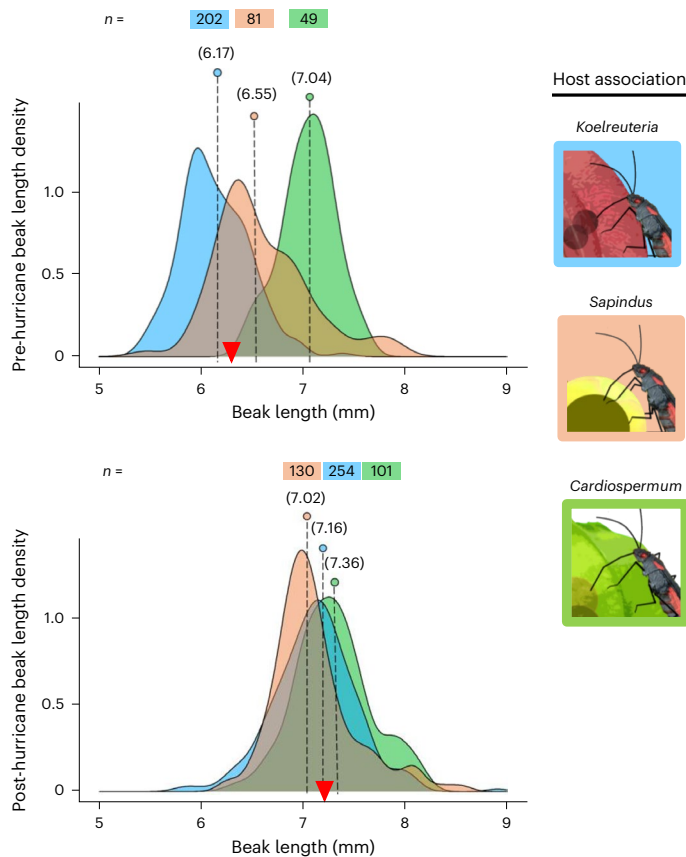 n = 202 81 49
(6.17)
(6.55)
(7.04)
Pre-hurricane beak length density
1.0
0.5
0
5 6 7 8 9
Beak length (mm)
Host association
Koelreuteria
Sapindus
Cardiospermum
n = 130 254 101
(7.02)
(7.16)
(7.36)
Post-hurricane beak length density
1.0
0.5
0
5 6 7 8 9
Beak length (mm)